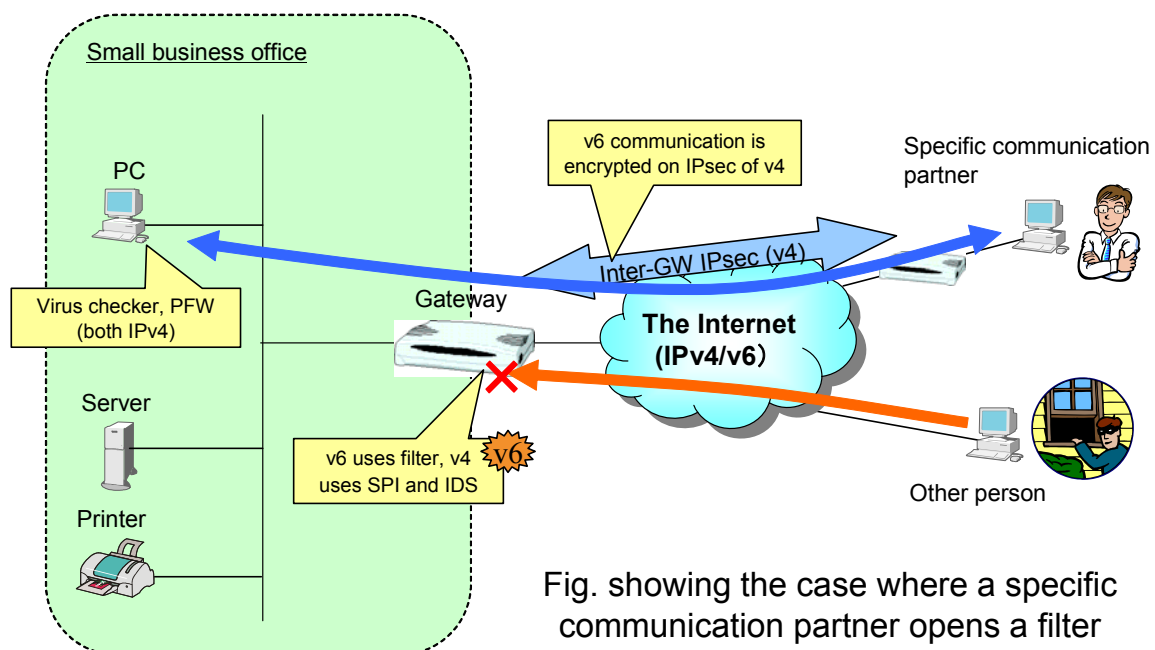 Small business office
v6 communication is
encrypted on IPsec of v4
Specific communication
partner
PC
Inter-GW IPsec (v4)
Virus checker, PFW
(both IPv4)
Gateway
The Internet
(IPv4/v6）
Server
v6 uses filter, v4
uses SPI and IDS
v6
Other person
Printer
Fig. showing the case where a specific
communication partner opens a filter